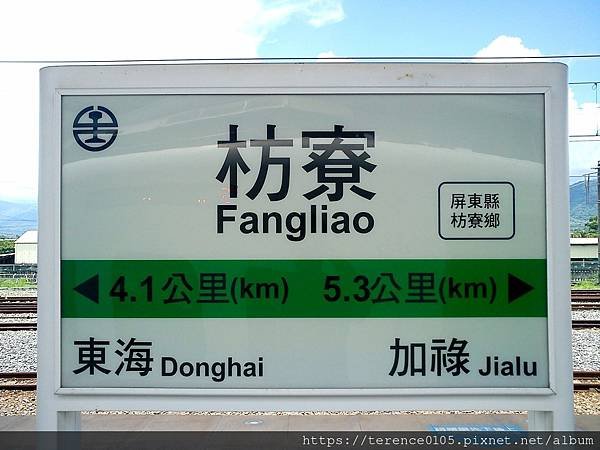 枋寮
Fangliao
屏東縣
枋寮鄉
4.1公里(km) 5.3公里(km)
東海 Donghai 加祿 Jialu
https://terence0105.pixnet.net/album